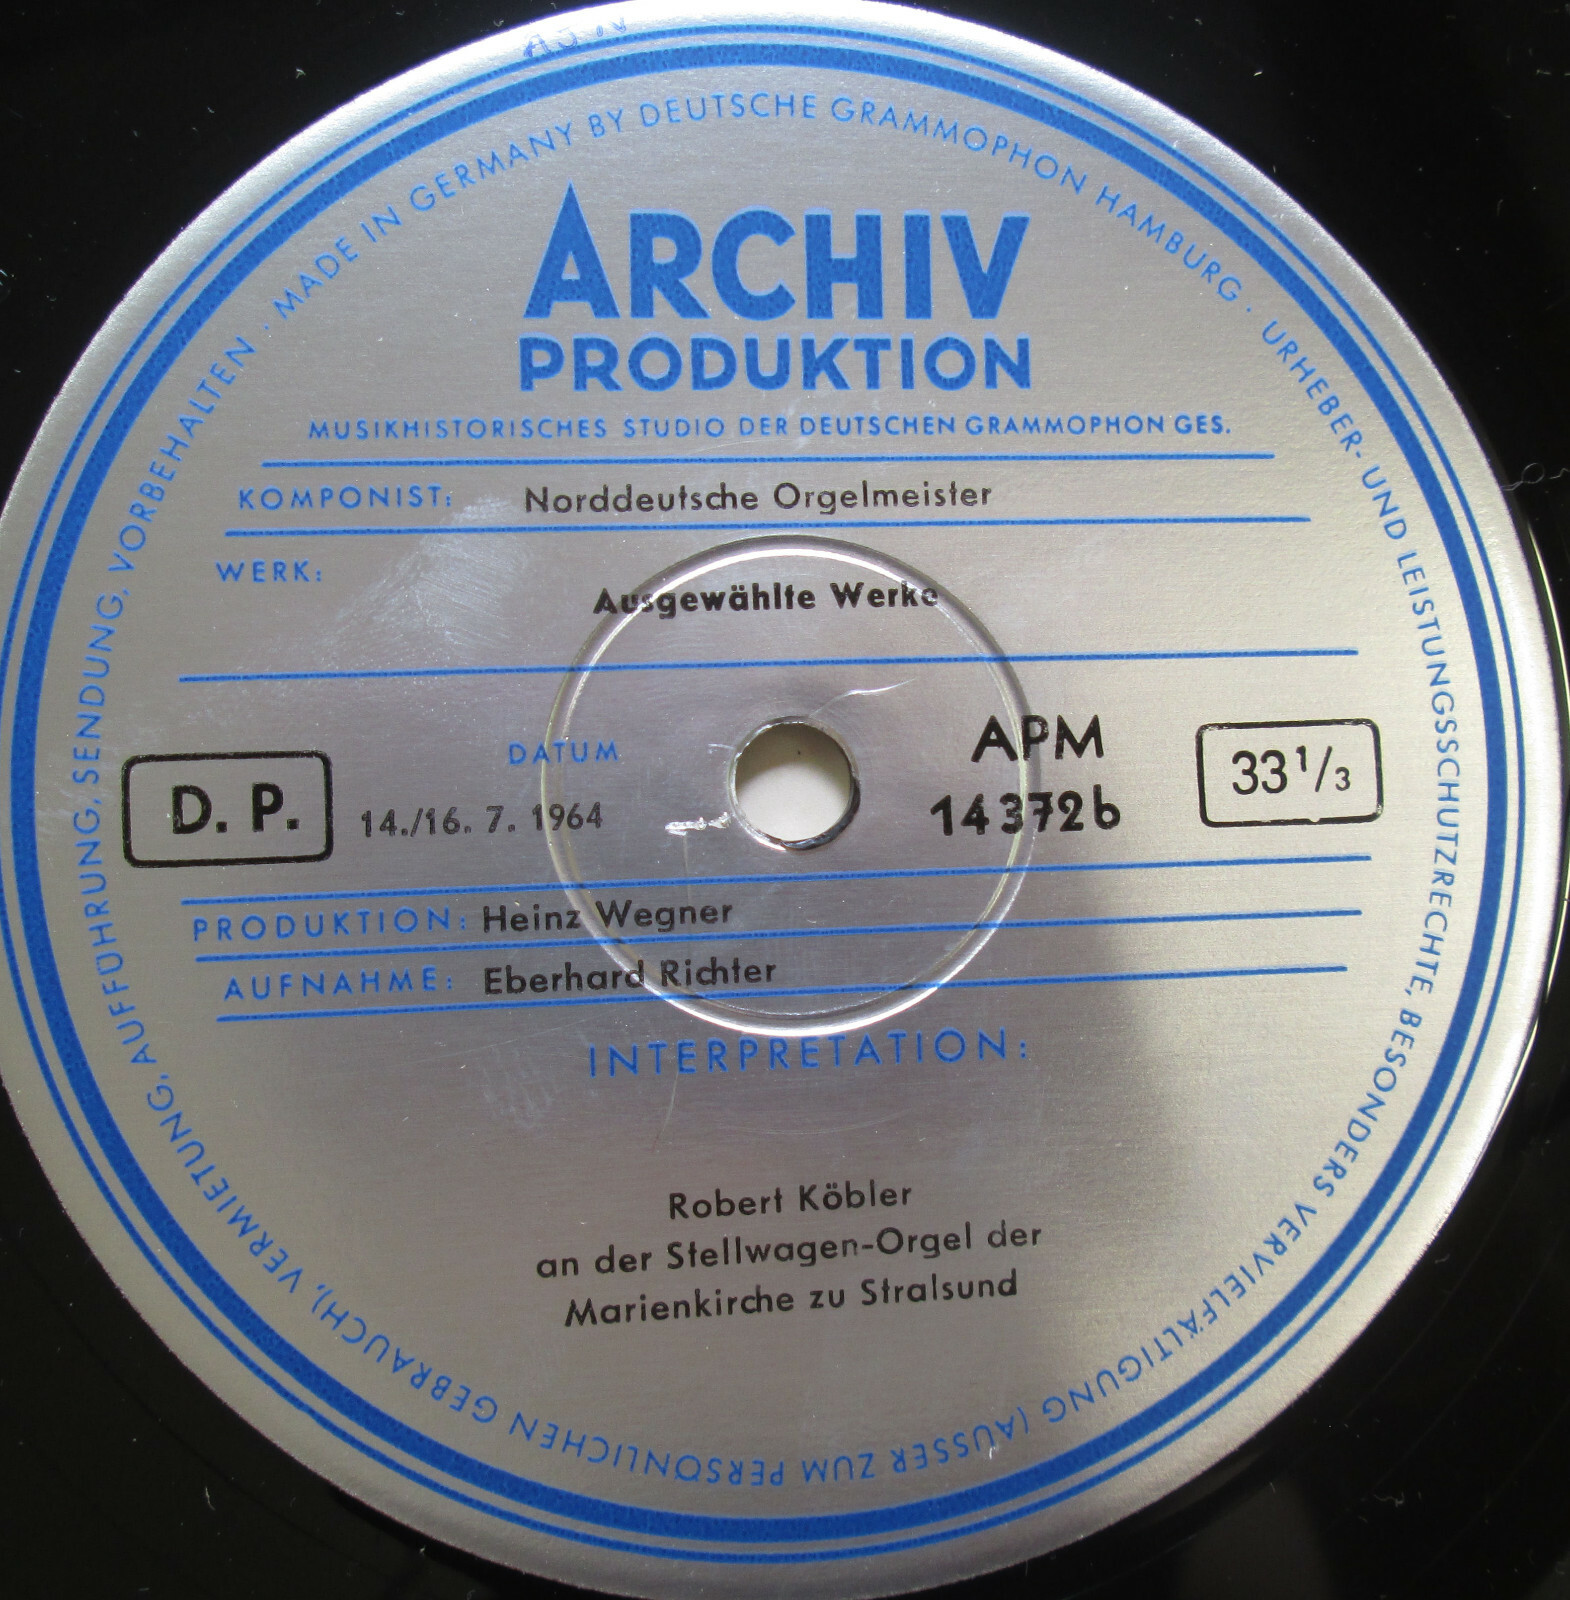 MADE IN GERMANY BY DEUTSCHE GRAMMOPHON HAMBURG · URHEBER- UND LEISTUNGSSCHUTZRECHTE, BESONDERS VERVIELFÄLTIGUNG (AUSSER ZUM PERSÖNLICHEN GEBRAUCH), VERMIETUNG, AUFFÜHRUNG, SENDUNG, VORBEHALTEN ·
ARCHIV
PRODUKTION
MUSIKHISTORISCHES STUDIO DER DEUTSCHEN GRAMMOPHON GES.
KOMPONIST: Norddeutsche Orgelmeister
WERK:
Ausgewählte Werke
DATUM
APM
D. P.
14./16. 7. 1964
14372b
33 1/3
PRODUKTION: Heinz Wegner
AUFNAHME: Eberhard Richter
INTERPRETATION:
Robert Köbler
an der Stellwagen-Orgel der
Marienkirche zu Stralsund